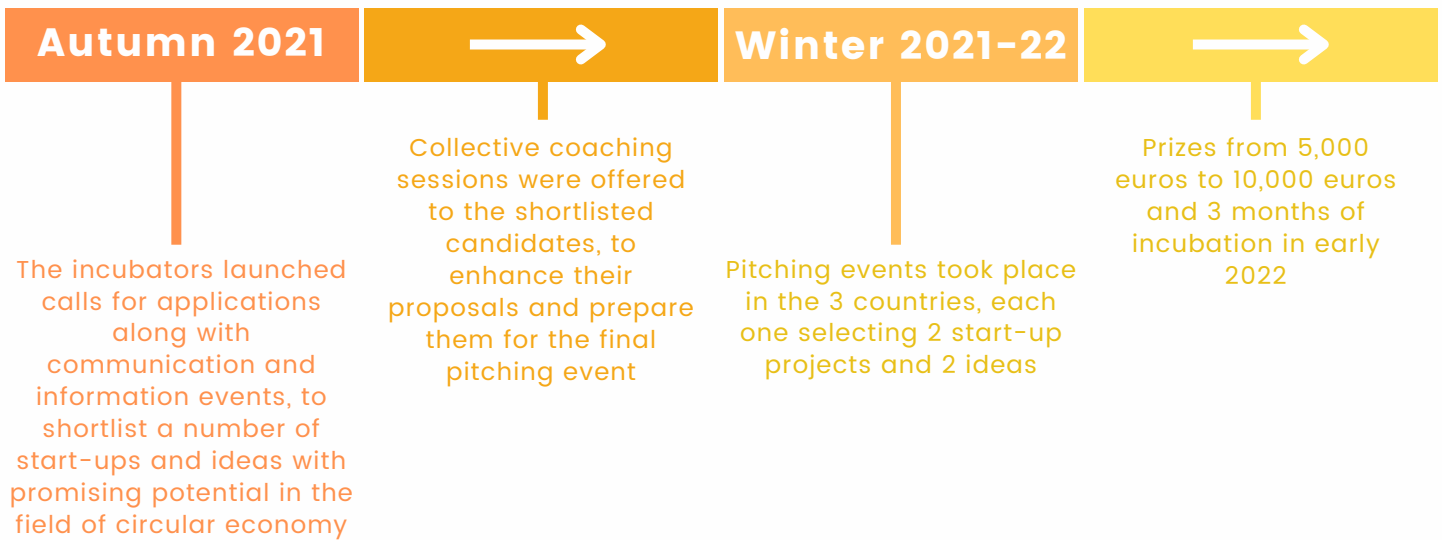 Autumn 2021
The incubators launched
calls for applications
along with
communication and
information events, to
shortlist a number of
start-ups and ideas with
promising potential in the
field of circular economy
Collective coaching
sessions were offered
to the shortlisted
candidates, to
enhance their
proposals and prepare
them for the final
pitching event
Winter 2021-22
Pitching events took place
in the 3 countries, each
one selecting 2 start-up
projects and 2 ideas
Prizes from 5,000
euros to 10,000 euros
and 3 months of
incubation in early
2022